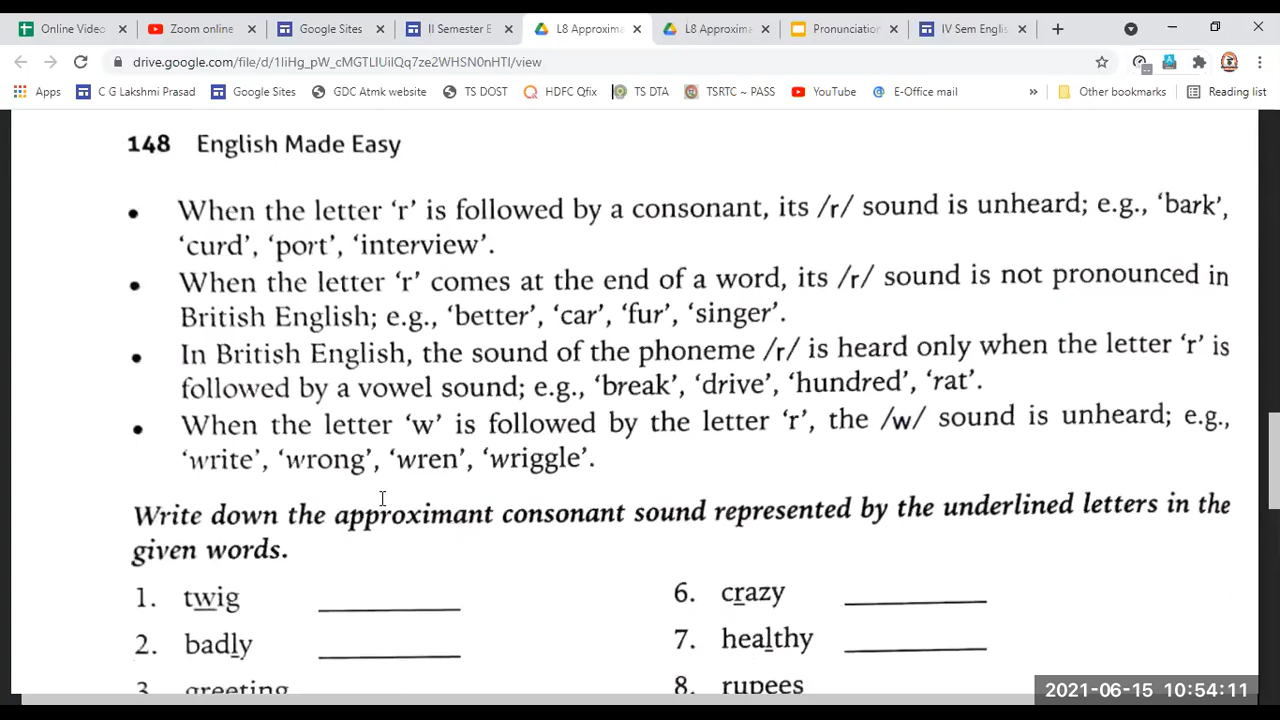 Online Video
Zoom online
Google Sites
II Semester E
L8 Approxima
L8 Approxima
Pronunciation
IV Sem Englis
drive.google.com/file/d/1liHg_pW_cMGTLIUilQq7ze2WHSYl0nHTl/view
Apps C G Lakshmi Prasad Google Sites GDC Atmk website TS DOST HDFC Qfix TS DTA TSRTC ~ PASS YouTube E-Office mail » Other bookmarks Reading list
148 English Made Easy
• When the letter ‘r’ is followed by a consonant, its /r/ sound is unheard; e.g., ‘bark’,
‘curd’, ‘port’, ‘interview’.
• When the letter ‘r’ comes at the end of a word, its /r/ sound is not pronounced in
British English; e.g., ‘better’, ‘car’, ‘fur’, ‘singer’.
• In British English, the sound of the phoneme /r/ is heard only when the letter ‘r’ is
followed by a vowel sound; e.g., ‘break’, ‘drive’, ‘hundred’, ‘rat’.
• When the letter ‘w’ is followed by the letter ‘r’, the /w/ sound is unheard; e.g.,
‘write’, ‘wrong’, ‘wren’, ‘wriggle’.
Write down the approximant consonant sound represented by the underlined letters in the
given words.
1. twig
2. badly
3. greeting
6. crazy
7. healthy
8. rupees
2021-06-15 10:54:11